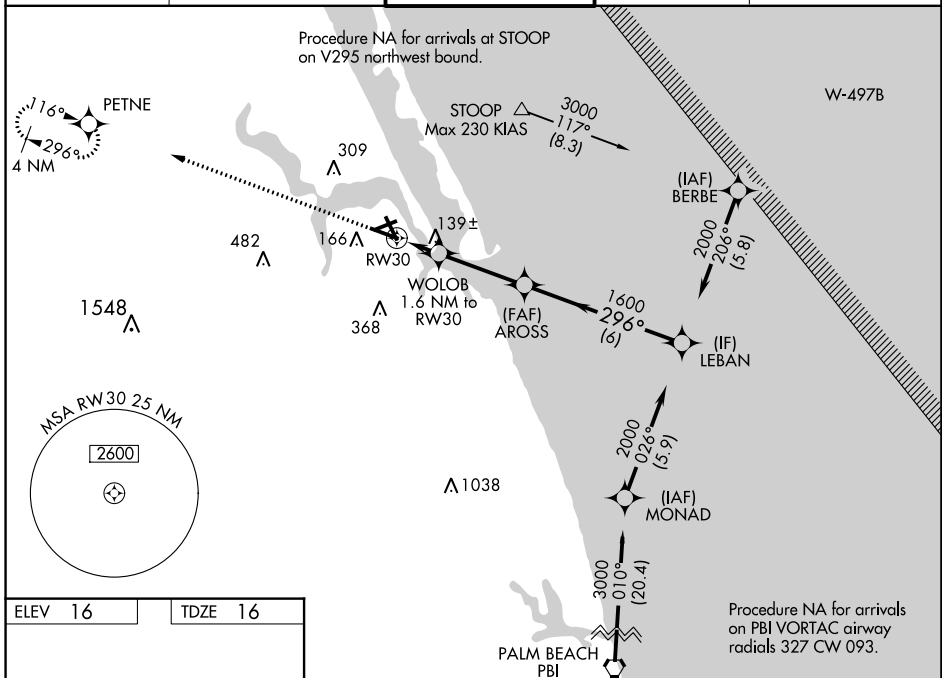 Procedure NA for arrivals at STOOP
on V295 northwest bound.
W-497B
116°
PETNE
296°
4 NM
STOOP
Max 230 KIAS
3000
117°
(8.3)
309
(IAF)
BERBE
2000
206°
(5.8)
482
166
139±
RW30
WOLOB
1.6 NM to
RW30
(FAF)
AROSS
1600
296°
(6)
(IF)
LEBAN
1548
368
MSA RW30 25 NM
2600
2000
026°
(5.9)
1038
(IAF)
MONAD
3000
010°
(20.4)
ELEV 16
TDZE 16
Procedure NA for arrivals
on PBI VORTAC airway
radials 327 CW 093.
PALM BEACH
PBI